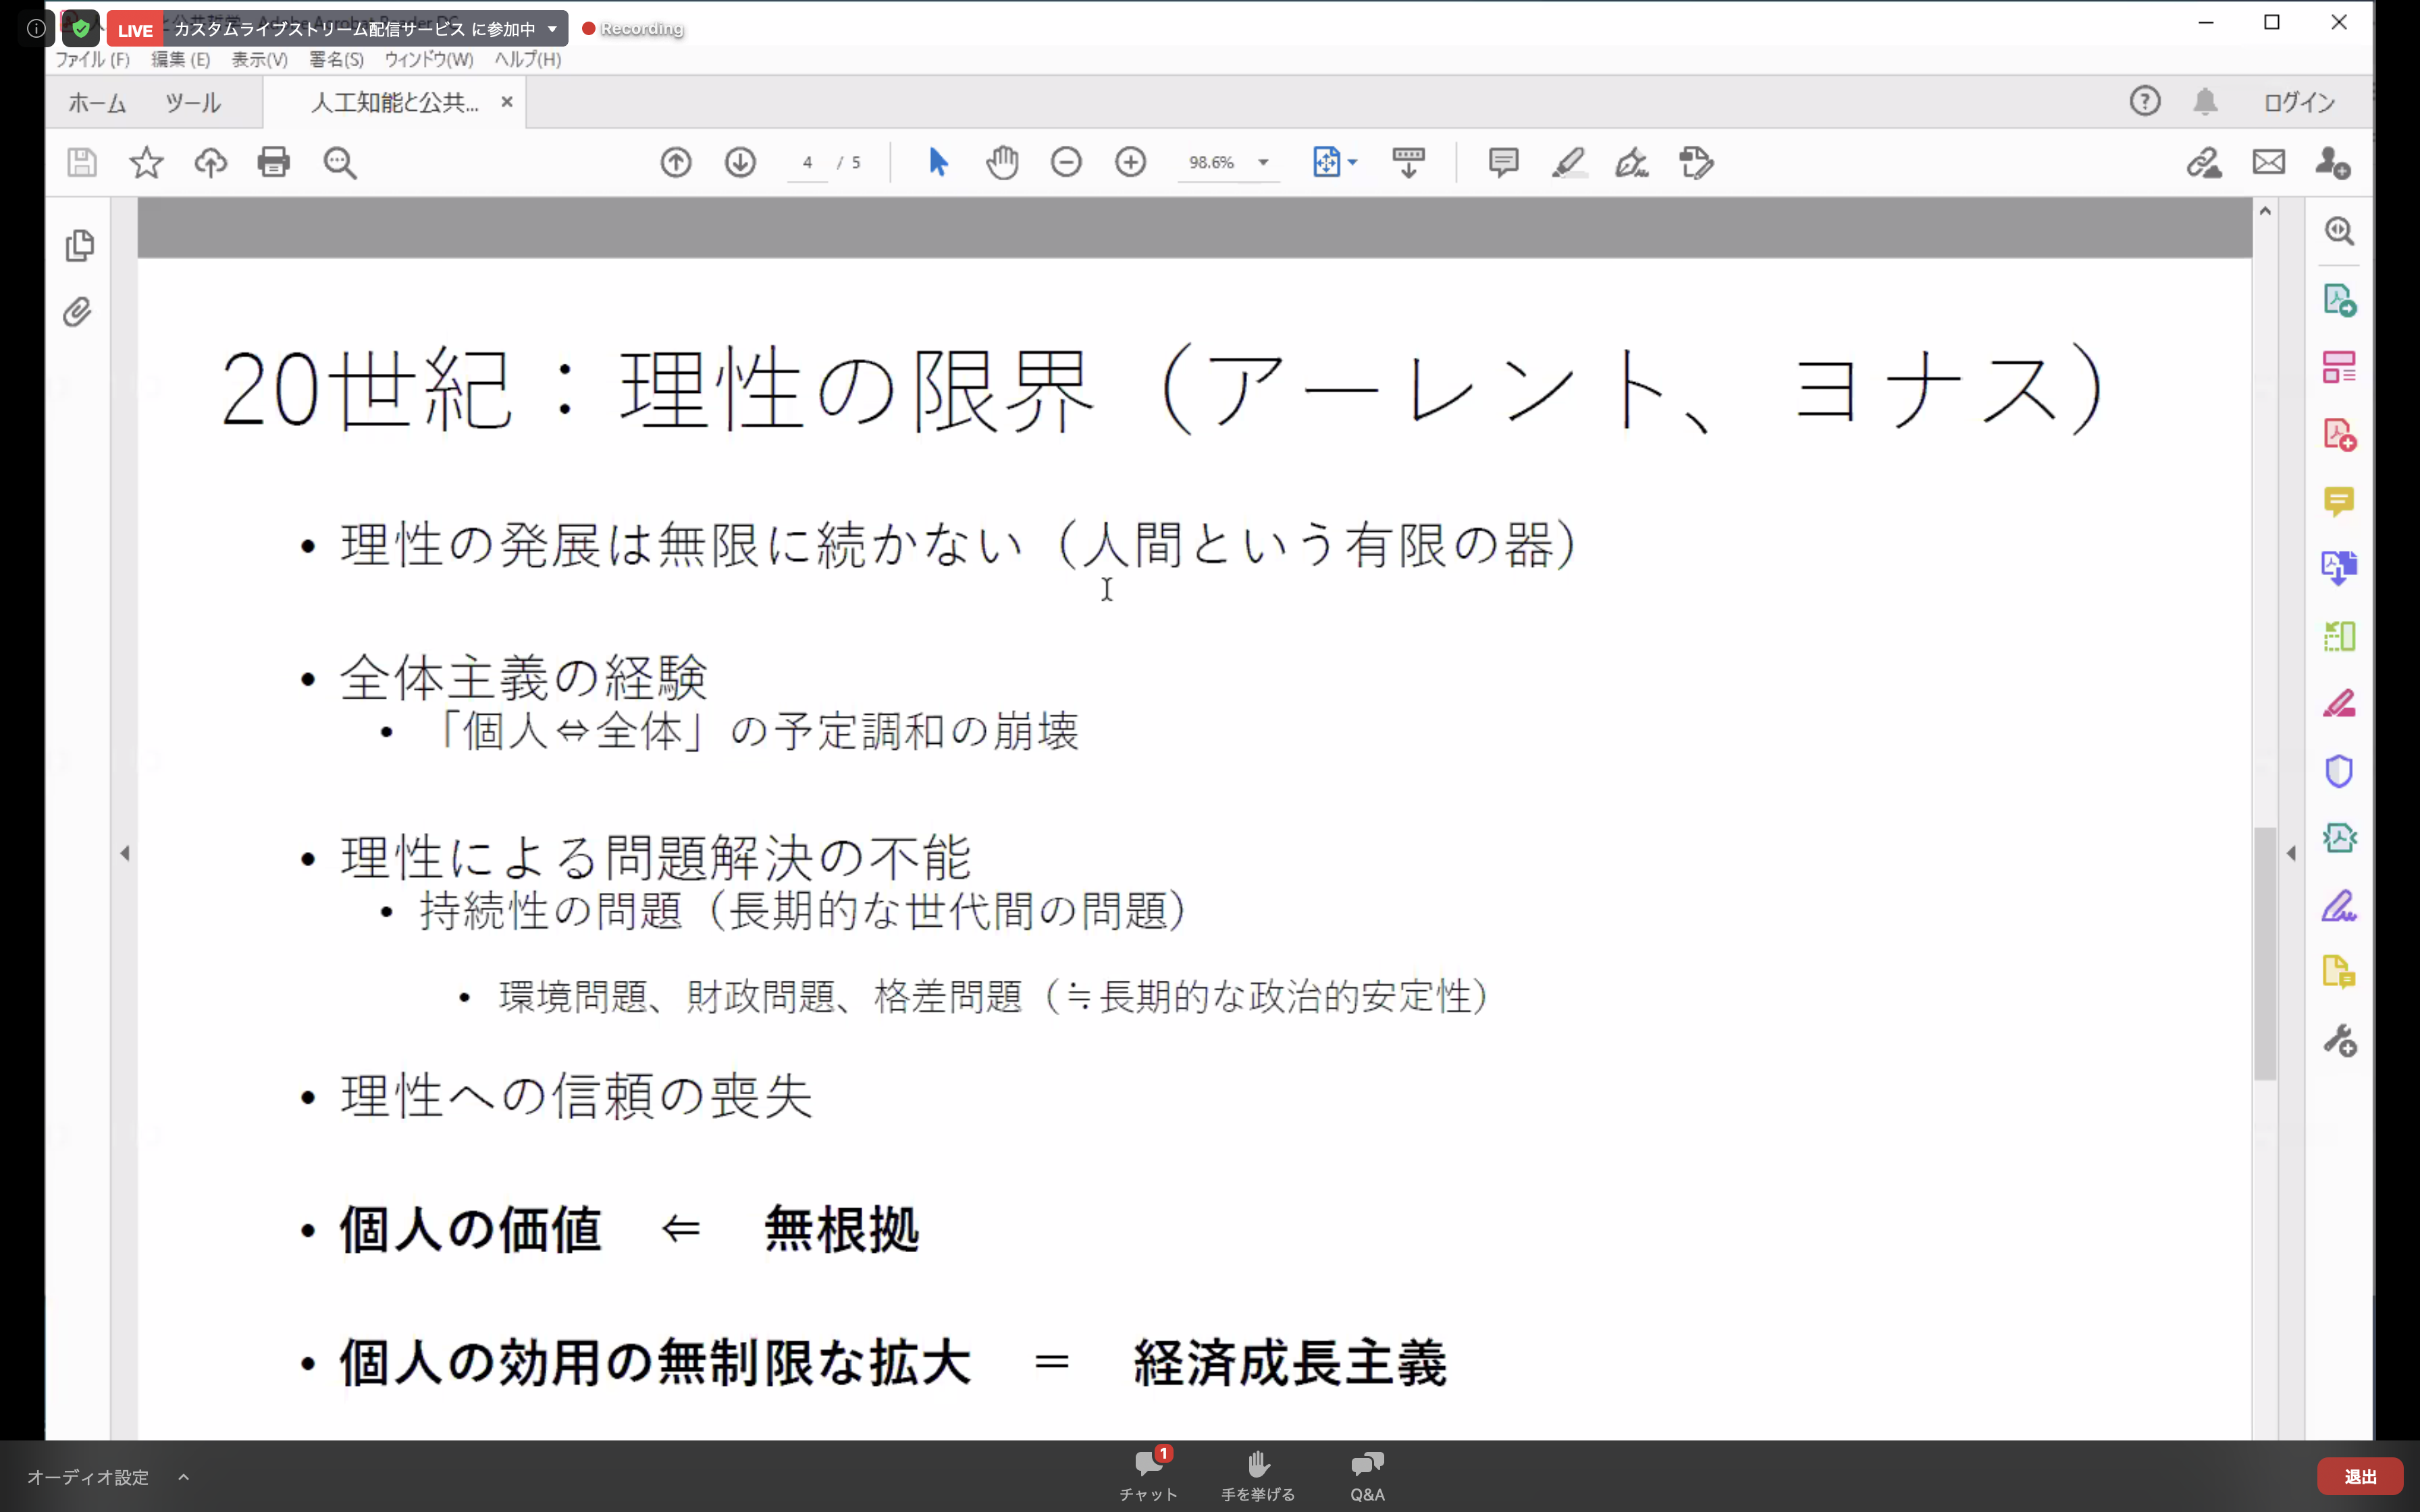 LIVE カスタムライブストリーム配信サービス に参加中
Recording
ファイル (F) 編集 (E) 表示(V) 署名(S) ウィンドウ(W) ヘルプ(H)
ホーム ツール 人工知能と公共... ログイン
4 / 5 98.6%
20世紀：理性の限界（アーレント、ヨナス）
• 理性の発展は無限に続かない（人間という有限の器）
• 全体主義の経験
• 「個人⇔全体」の予定調和の崩壊
• 理性による問題解決の不能
• 持続性の問題（長期的な世代間の問題）
• 環境問題、財政問題、格差問題（≒長期的な政治的安定性）
• 理性への信頼の喪失
• 個人の価値 ⇐ 無根拠
• 個人の効用の無制限な拡大 ＝ 経済成長主義
オーディオ設定
1
チャット 手を挙げる Q&A
退出